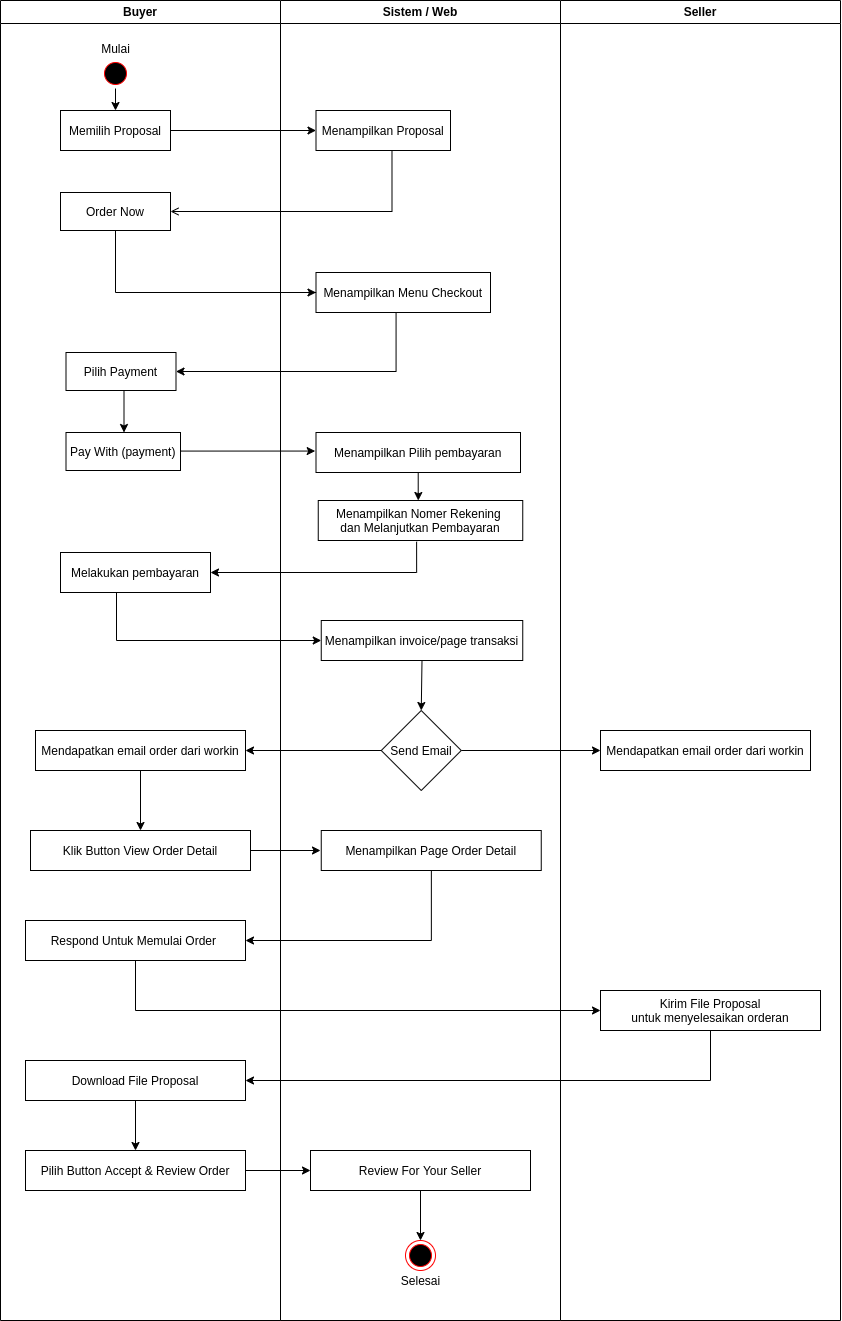 Buyer
Sistem / Web
Seller
Mulai
Memilih Proposal
Menampilkan Proposal
Order Now
Menampilkan Menu Checkout
Pilih Payment
Pay With (payment)
Menampilkan Pilih pembayaran
Menampilkan Nomer Rekening
dan Melanjutkan Pembayaran
Melakukan pembayaran
Menampilkan invoice/page transaksi
Mendapatkan email order dari workin
Send Email
Mendapatkan email order dari workin
Klik Button View Order Detail
Menampilkan Page Order Detail
Respond Untuk Memulai Order
Kirim File Proposal
untuk menyelesaikan orderan
Download File Proposal
Pilih Button Accept & Review Order
Review For Your Seller
Selesai